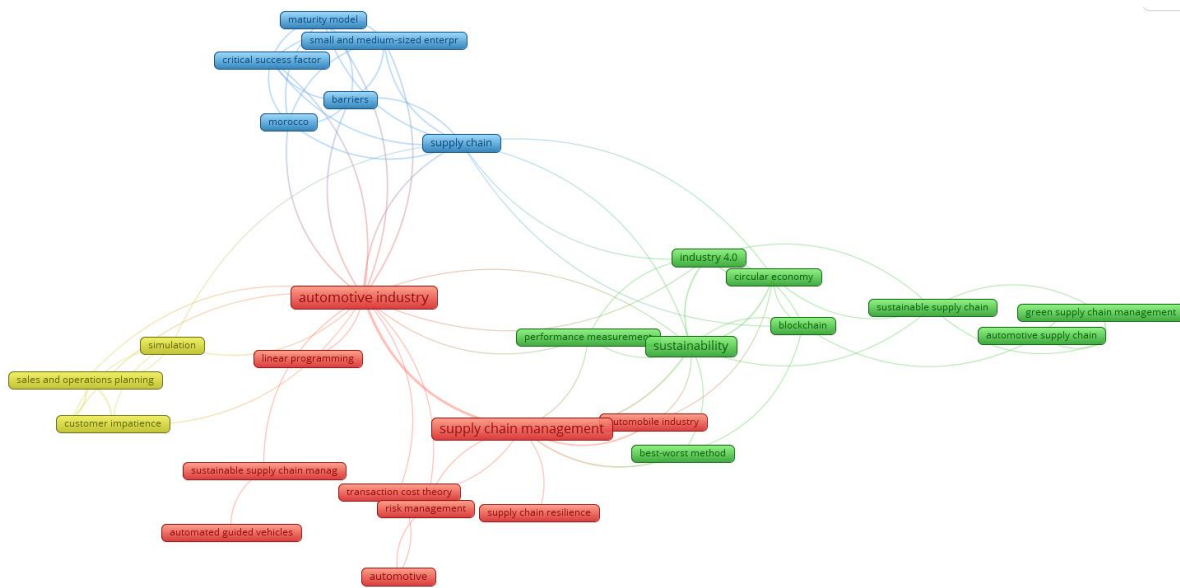 maturity model
small and medium-sized enterpr
critical success factor
barriers
morocco
supply chain
industry 4.0
circular economy
automotive industry
sustainable supply chain
green supply chain management
blockchain
automotive supply chain
performance measurement
sustainability
simulation
linear programming
sales and operations planning
customer impatience
supply chain management
automobile industry
best-worst method
sustainable supply chain manag
transaction cost theory
risk management
supply chain resilience
automated guided vehicles
automotive